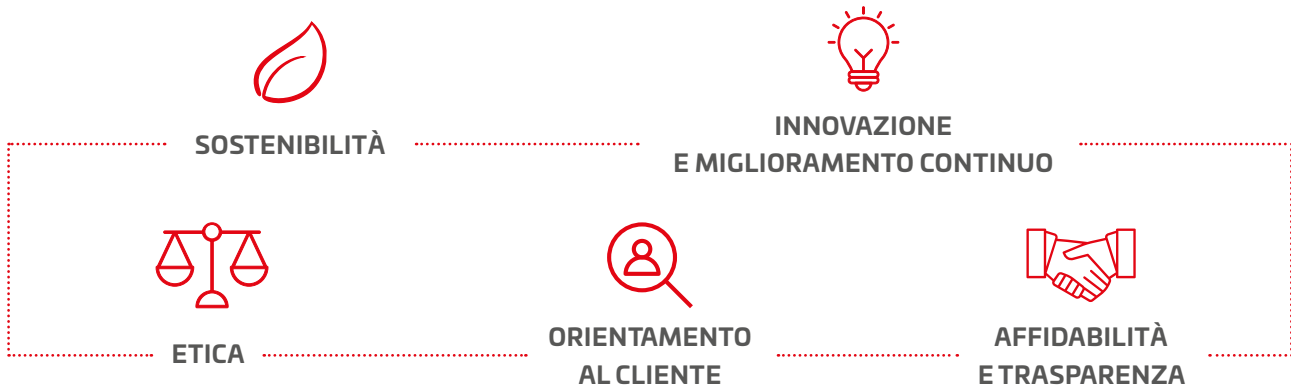 SOSTENIBILITÀ
INNOVAZIONE
E MIGLIORAMENTO CONTINUO
ETICA
ORIENTAMENTO
AL CLIENTE
AFFIDABILITÀ
E TRASPARENZA